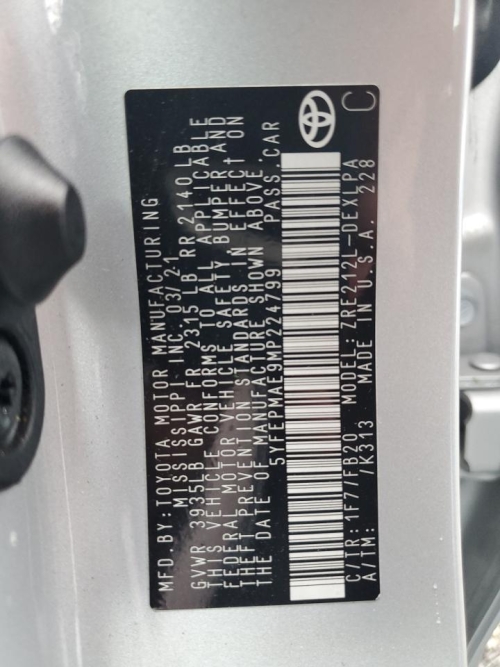 MFD.BY:TOYOTA MOTOR MANUFACTURING
MISSISSIPPI INC 03/21
GVWR 3935LB GAWR FR 2315 LB RR 2140 LB
THIS VEHICLE CONFORMS TO ALL APPLICABLE
FEDERAL MOTOR VEHICLE SAFETY BUMPER AND
THEFT PREVENTION STANDARDS IN EFFECT ON
THE DATE OF MANUFACTURE SHOWN ABOVE.
5YFEPMAE9MP224799 PASS.CAR
C/TR: 1F7/FB20 MODEL: ZRE212L-DEXLPA
A/TM: /K313 MADE IN U.S.A. 228
C